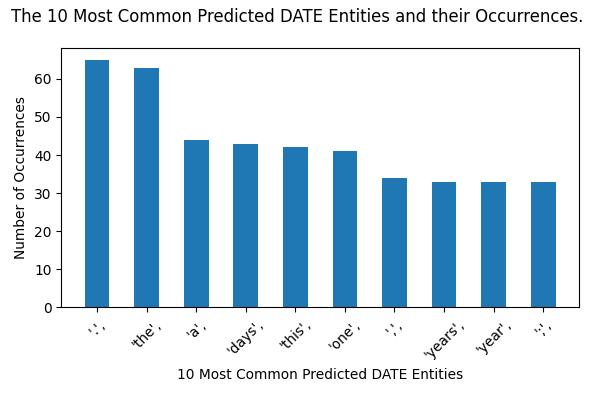 The 10 Most Common Predicted DATE Entities and their Occurrences.
Number of Occurrences
60
50
40
30
20
10
0
'the',
'a',
'days',
'this',
'one',
',',
'years',
'year',
';',
10 Most Common Predicted DATE Entities